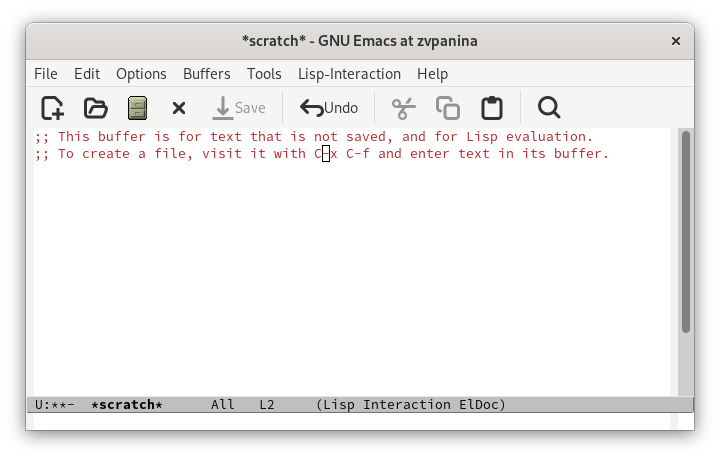 *scratch* - GNU Emacs at zvpanina ×
File Edit Options Buffers Tools Lisp-Interaction Help
Save Undo
;; This buffer is for text that is not saved, and for Lisp evaluation.
;; To create a file, visit it with C-x C-f and enter text in its buffer.
U:**- *scratch* All L2 (Lisp Interaction ElDoc)